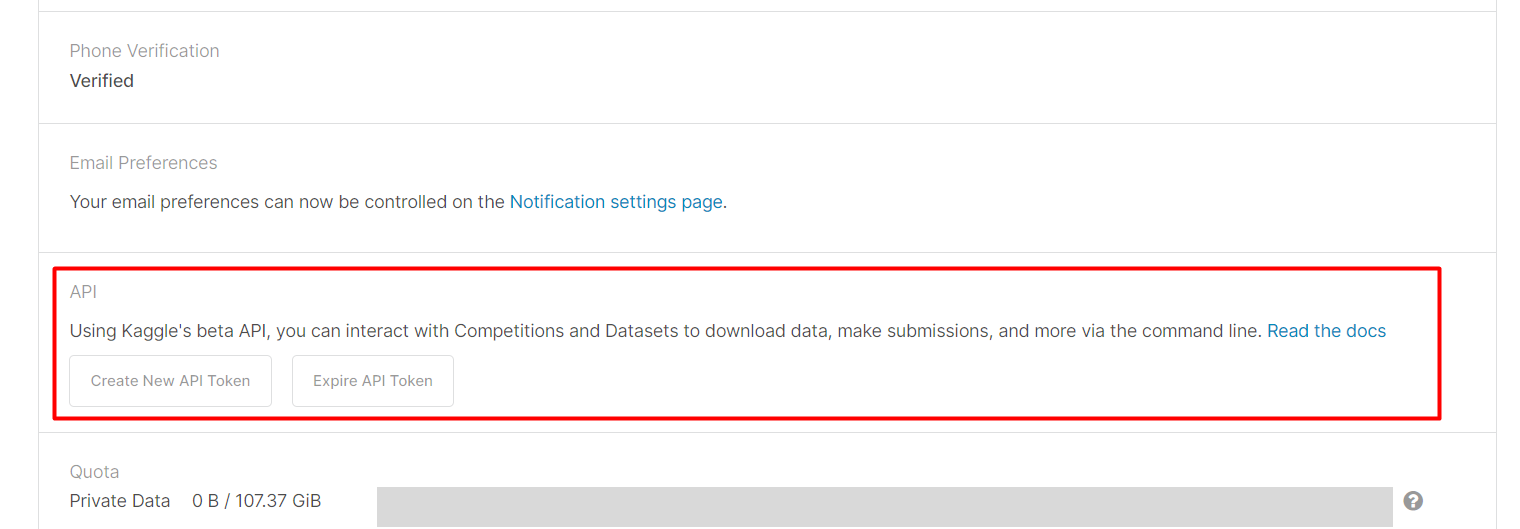 Phone Verification
Verified
Email Preferences
Your email preferences can now be controlled on the Notification settings page.
API
Using Kaggle's beta API, you can interact with Competitions and Datasets to download data, make submissions, and more via the command line. Read the docs
Create New API Token Expire API Token
Quota
Private Data 0 B / 107.37 GiB ?